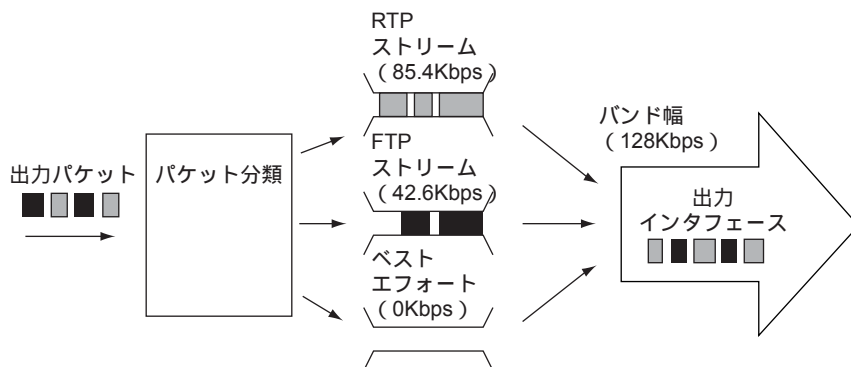 RTP
ストリーム
(85.4Kbps)
バンド幅
(128Kbps)
FTP
ストリーム
(42.6Kbps)
出力パケット
パケット分類
出力
インタフェース
ベスト
エフォート
(0Kbps)